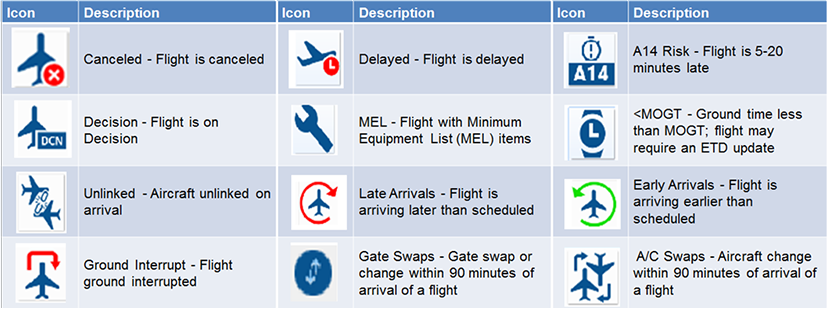 Icon Description Icon Description Icon Description
Canceled - Flight is canceled
Delayed - Flight is delayed
A14
A14 Risk - Flight is 5-20
minutes late
DCN
Decision - Flight is on
Decision
MEL - Flight with Minimum
Equipment List (MEL) items
<MOGT - Ground time less
than MOGT; flight may
require an ETD update
Unlinked - Aircraft unlinked on
arrival
Late Arrivals - Flight is
arriving later than scheduled
Early Arrivals - Flight is
arriving earlier than
scheduled
Ground Interrupt - Flight
ground interrupted
Gate Swaps - Gate swap or
change within 90 minutes of
arrival of a flight
A/C Swaps - Aircraft change
within 90 minutes of arrival of
a flight